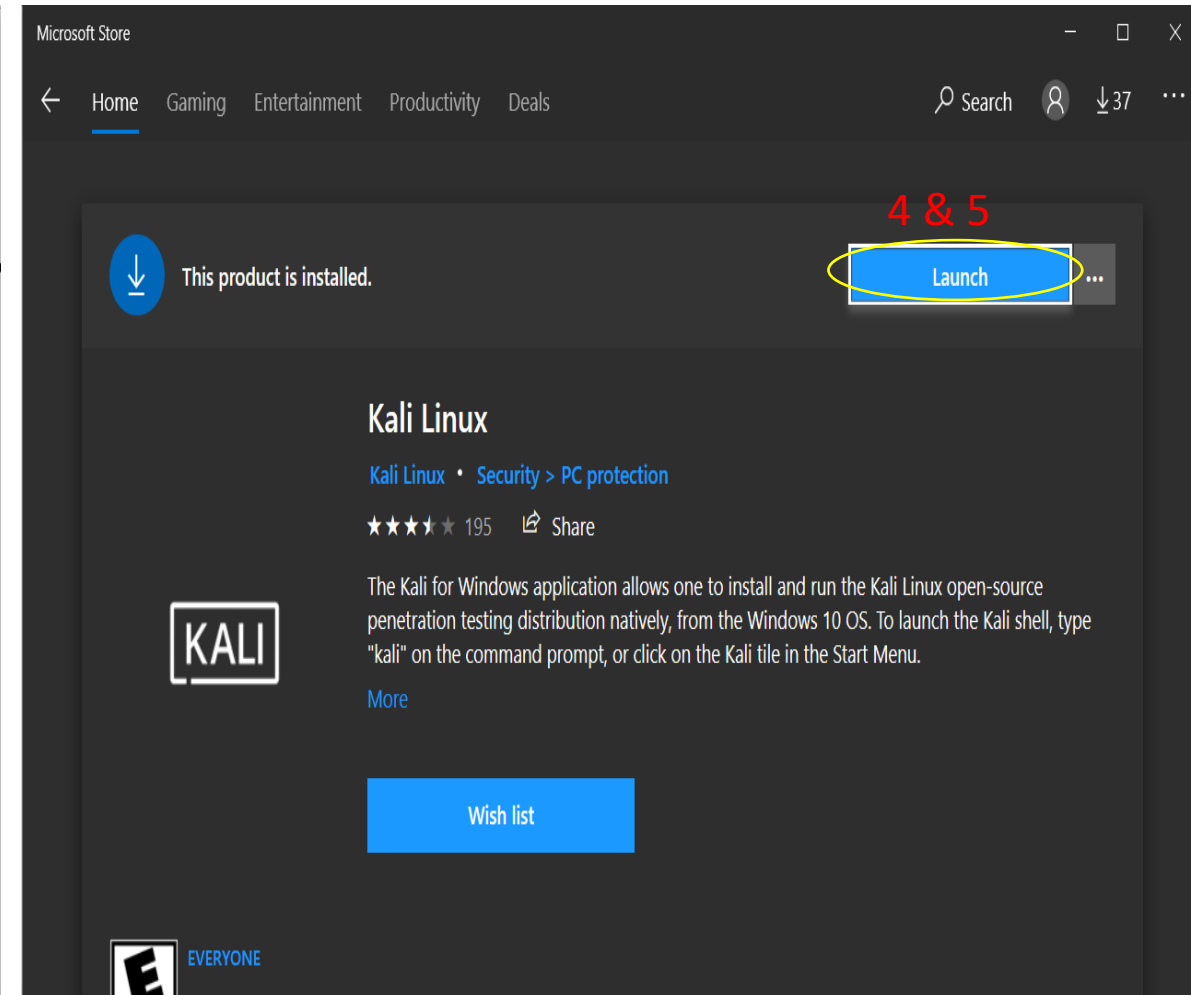 Microsoft Store
Home Gaming Entertainment Productivity Deals Search 37
4 & 5
This product is installed.
Launch
Kali Linux
Kali Linux • Security > PC protection
195 Share
The Kali for Windows application allows one to install and run the Kali Linux open-source
penetration testing distribution natively, from the Windows 10 OS. To launch the Kali shell, type
"kali" on the command prompt, or click on the Kali tile in the Start Menu.
KALI
More
Wish list
EVERYONE
E